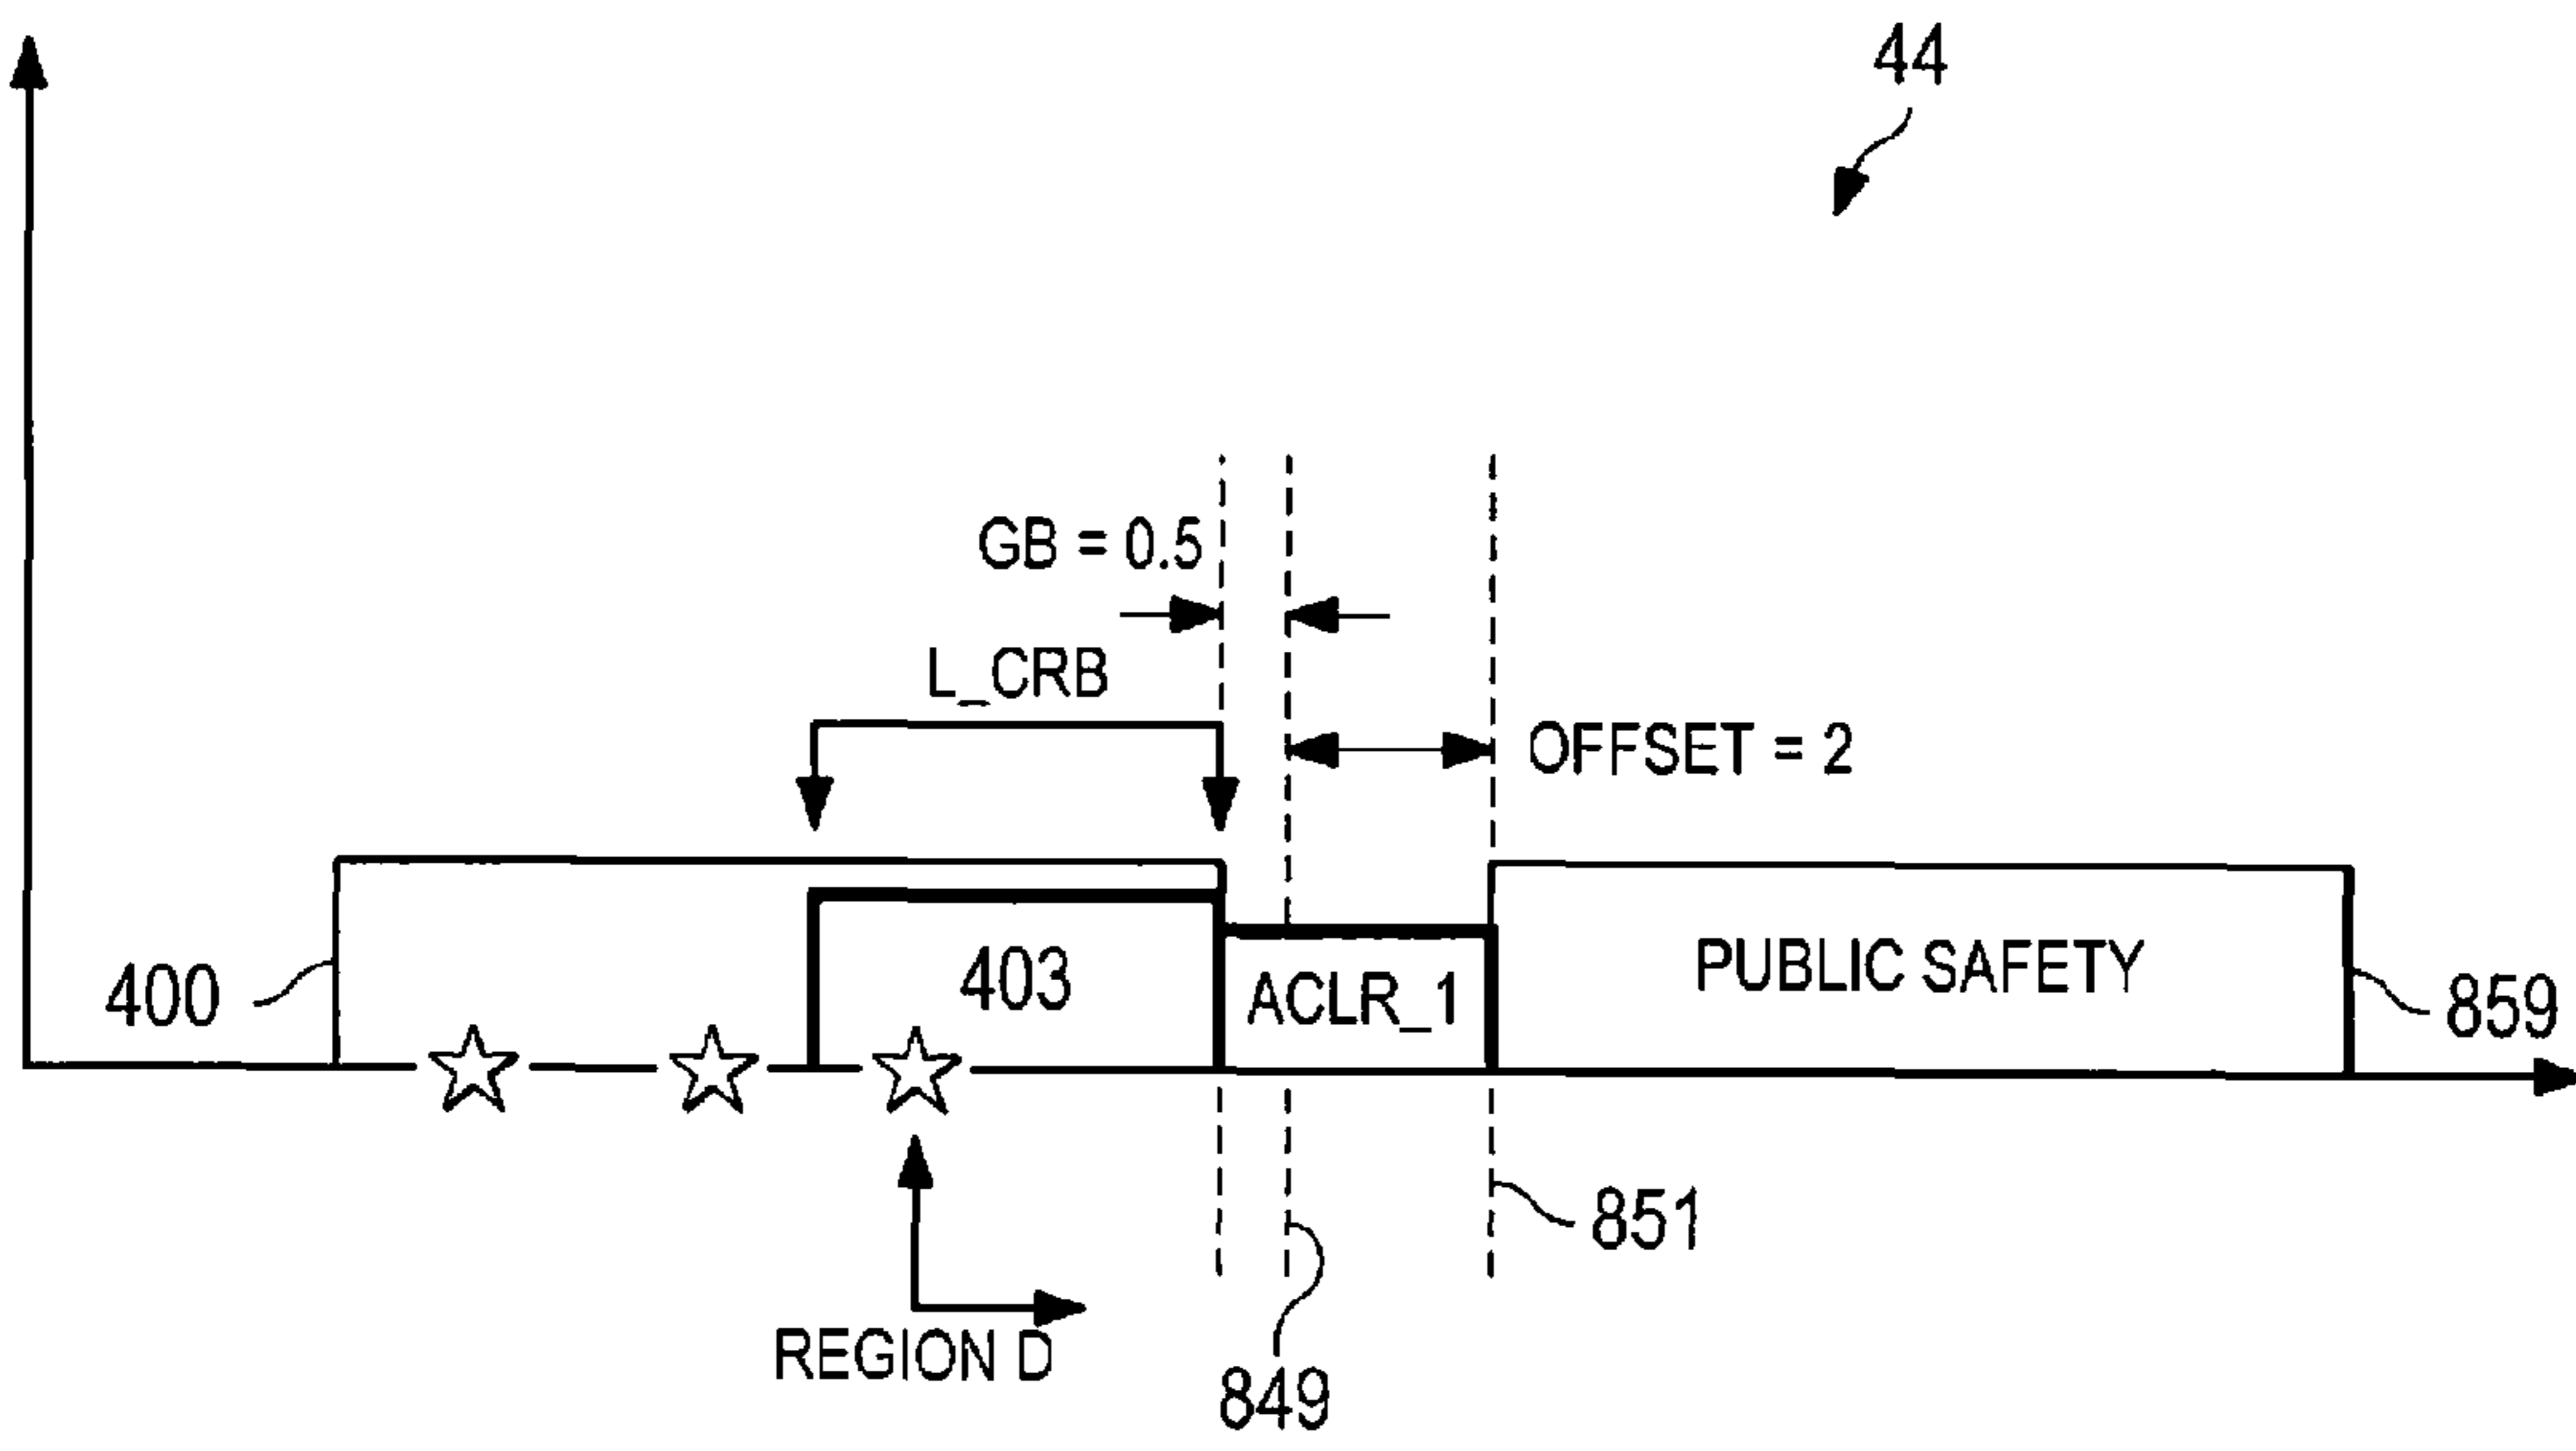 44
GB = 0.5
L_CRB
OFFSET = 2
400
403
ACLR_1
PUBLIC SAFETY
859
851
REGION D
849